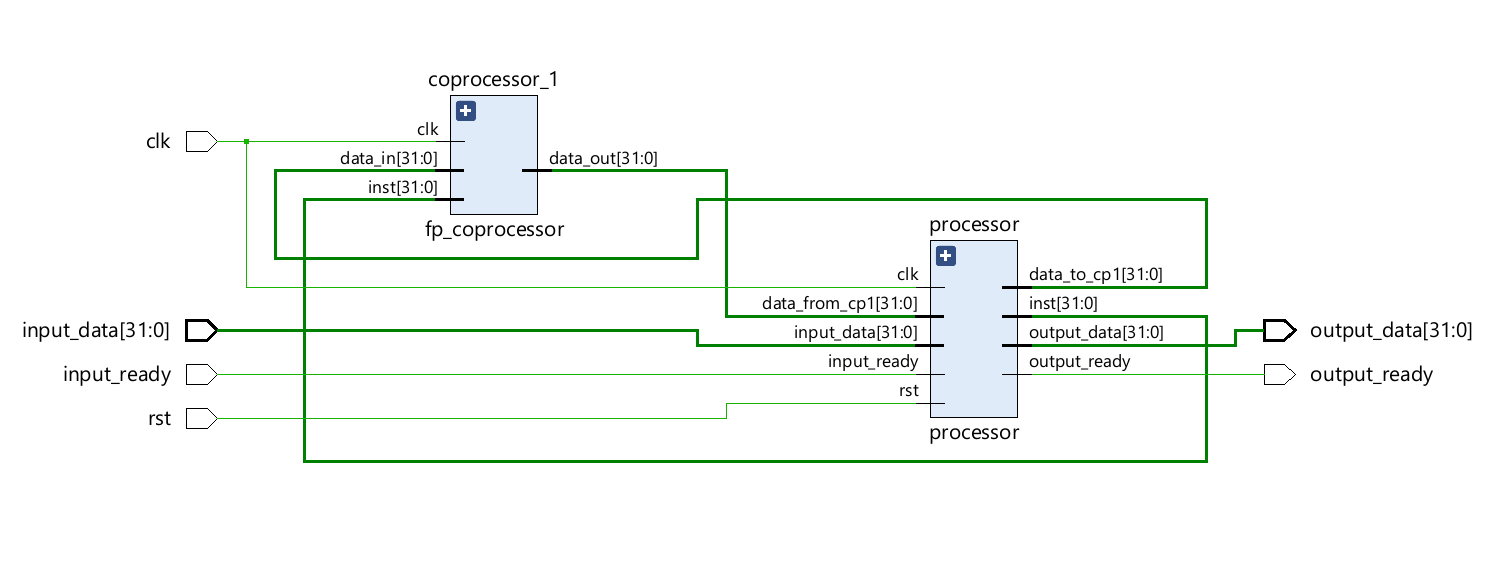 coprocessor_1
clk
clk
data_in[31:0]
data_out[31:0]
inst[31:0]
fp_coprocessor
processor
clk
data_to_cp1[31:0]
data_from_cp1[31:0]
inst[31:0]
input_data[31:0]
input_data[31:0]
output_data[31:0]
output_data[31:0]
input_ready
input_ready
output_ready
output_ready
rst
rst
processor